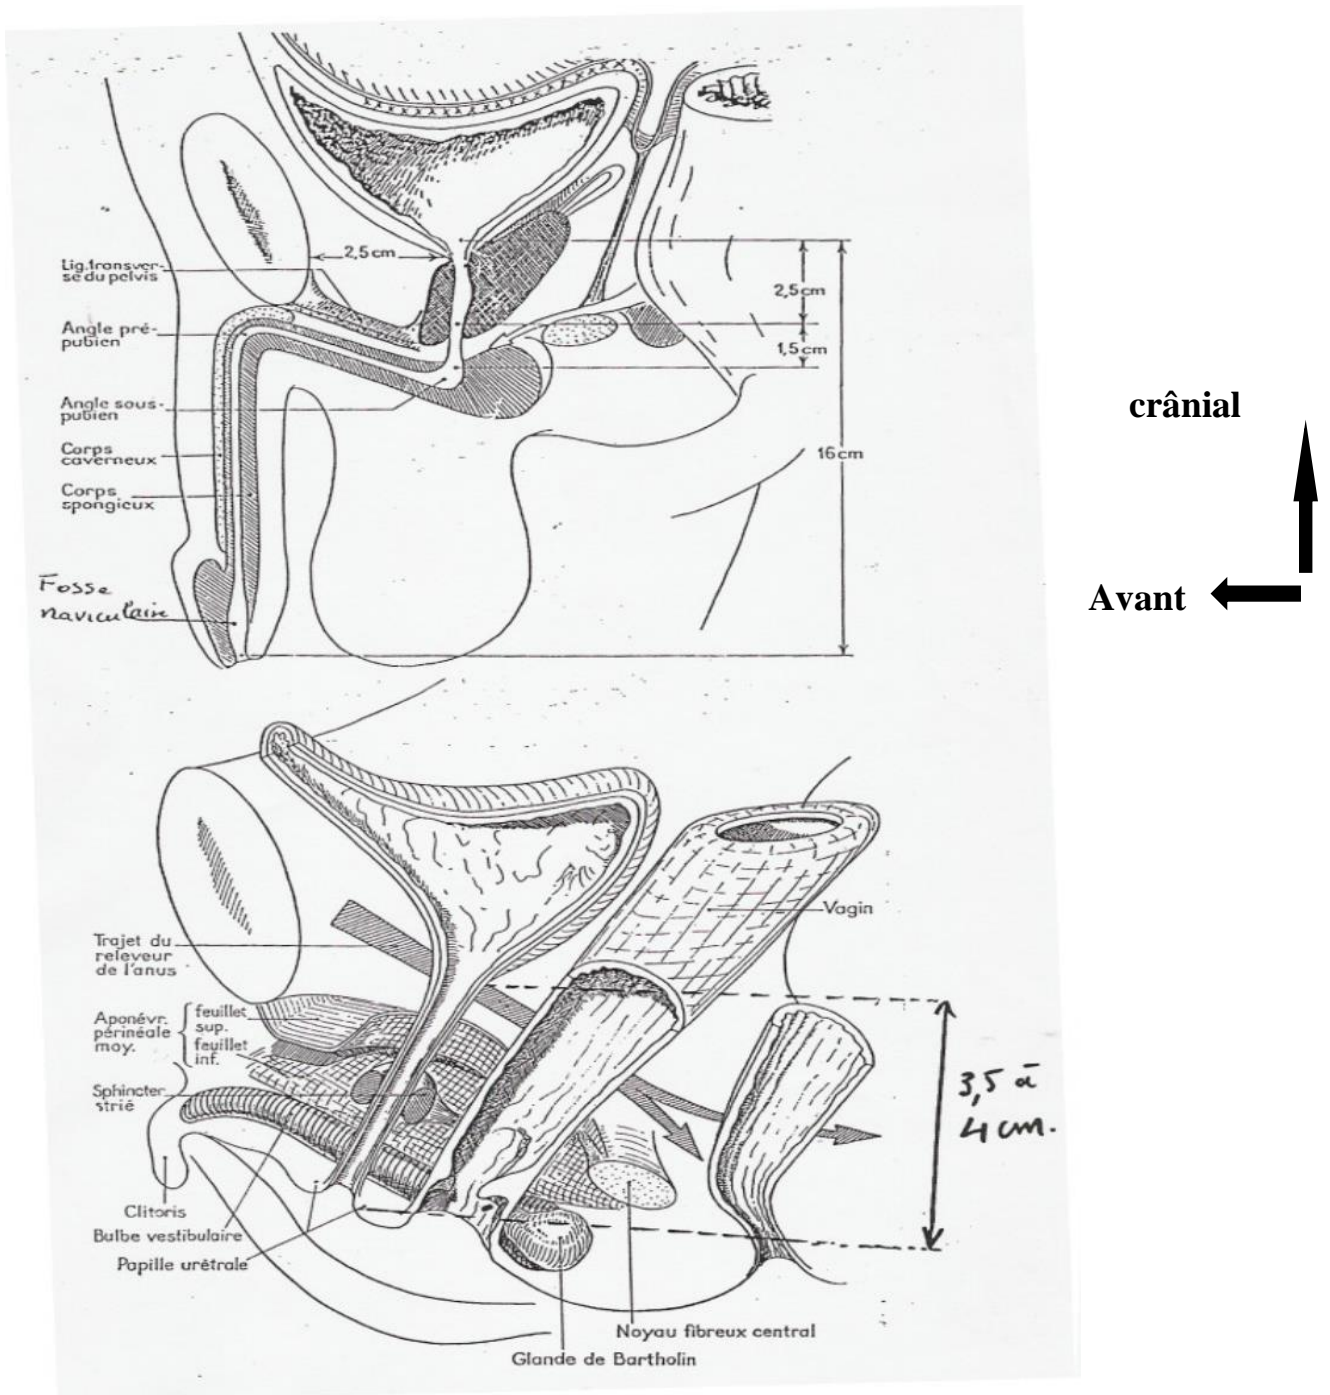 2,5cm
Lig.transver-
se du pelvis
2,5cm
Angle pré-
pubien
1,5cm
Angle sous-
pubien
Corps
caverneux
16cm
Corps
spongieux
Fosse
naviculaire
crânial
Avant
Vagin
Trajet du
releveur
de l'anus
Aponévr.
périnéale
moy.
feuillet
sup.
feuillet
inf.
Sphincter
strié
3,5 à
4 cm.
Clitoris
Bulbe vestibulaire
Papille urétrale
Noyau fibreux central
Glande de Bartholin